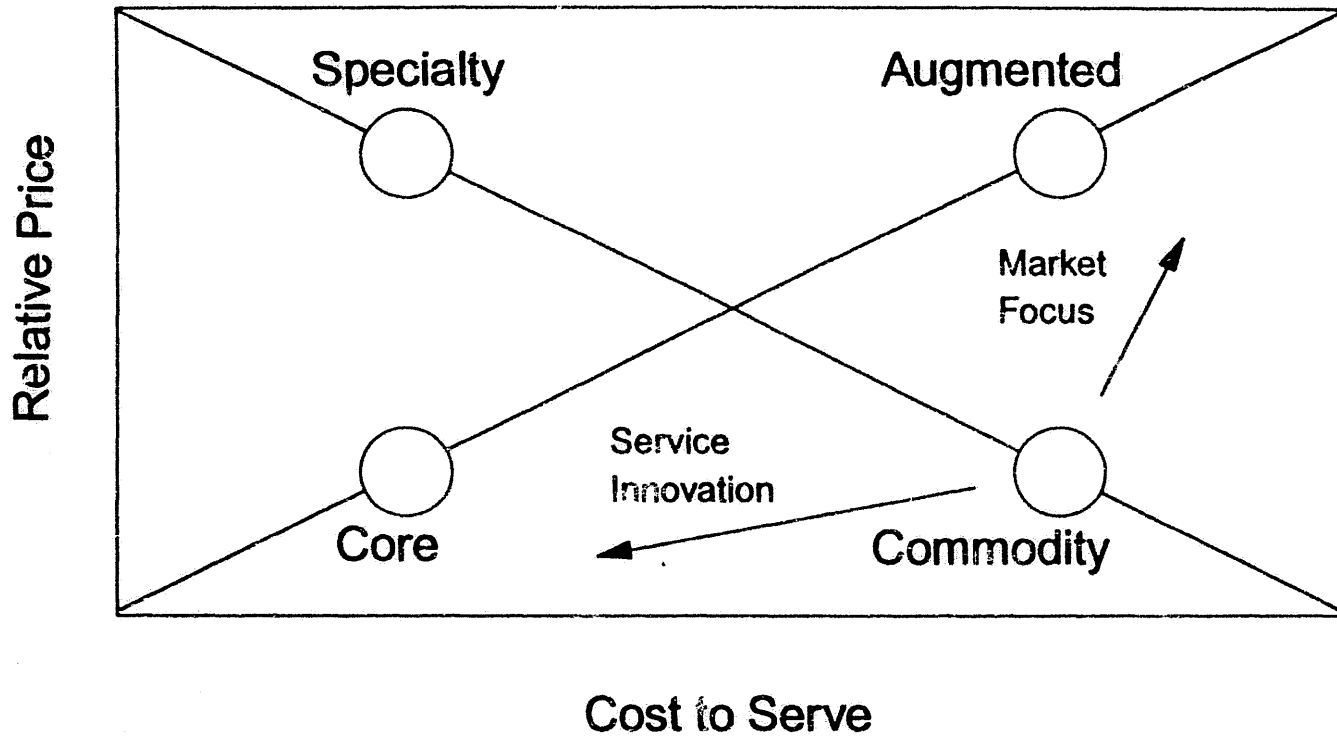 Specialty
Augmented
Relative Price
Market
Focus
Service
Innovation
Core
Commodity
Cost to Serve